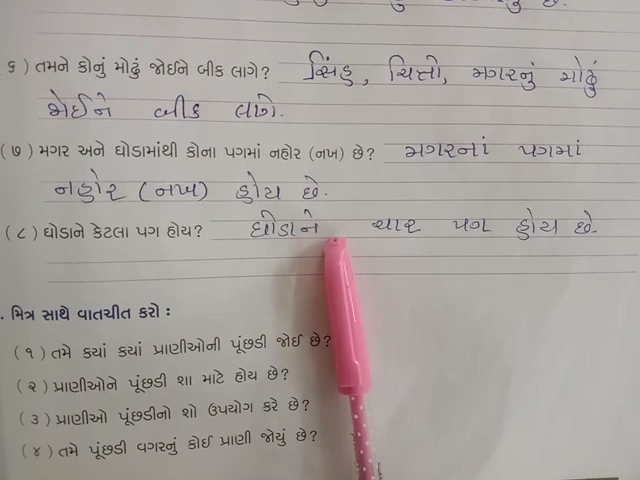 ૬ ) તમને કોનું મોઢું જોઈને બીક લાગે? સિંહ, ચિત્તો, મગરનું મોઢું
જોઈને બીક લાગે.
( ૭ ) મગર અને ઘોડામાંથી કોના પગમાં નહોર (નખ) છે? મગરનાં પગમાં
નહોર (નખ) હોય છે.
( ૮ ) ઘોડાને કેટલા પગ હોય? ઘોડાને ચાર પગ હોય છે.
. મિત્ર સાથે વાતચીત કરો :
( ૧ ) તમે કયાં કયાં પ્રાણીઓની પૂંછડી જોઈ છે?
( ૨ ) પ્રાણીઓને પૂંછડી શા માટે હોય છે?
( ૩ ) પ્રાણીઓ પૂંછડીનો શો ઉપયોગ કરે છે?
( ૪ ) તમે પૂંછડી વગરનું કોઈ પ્રાણી જોયું છે?